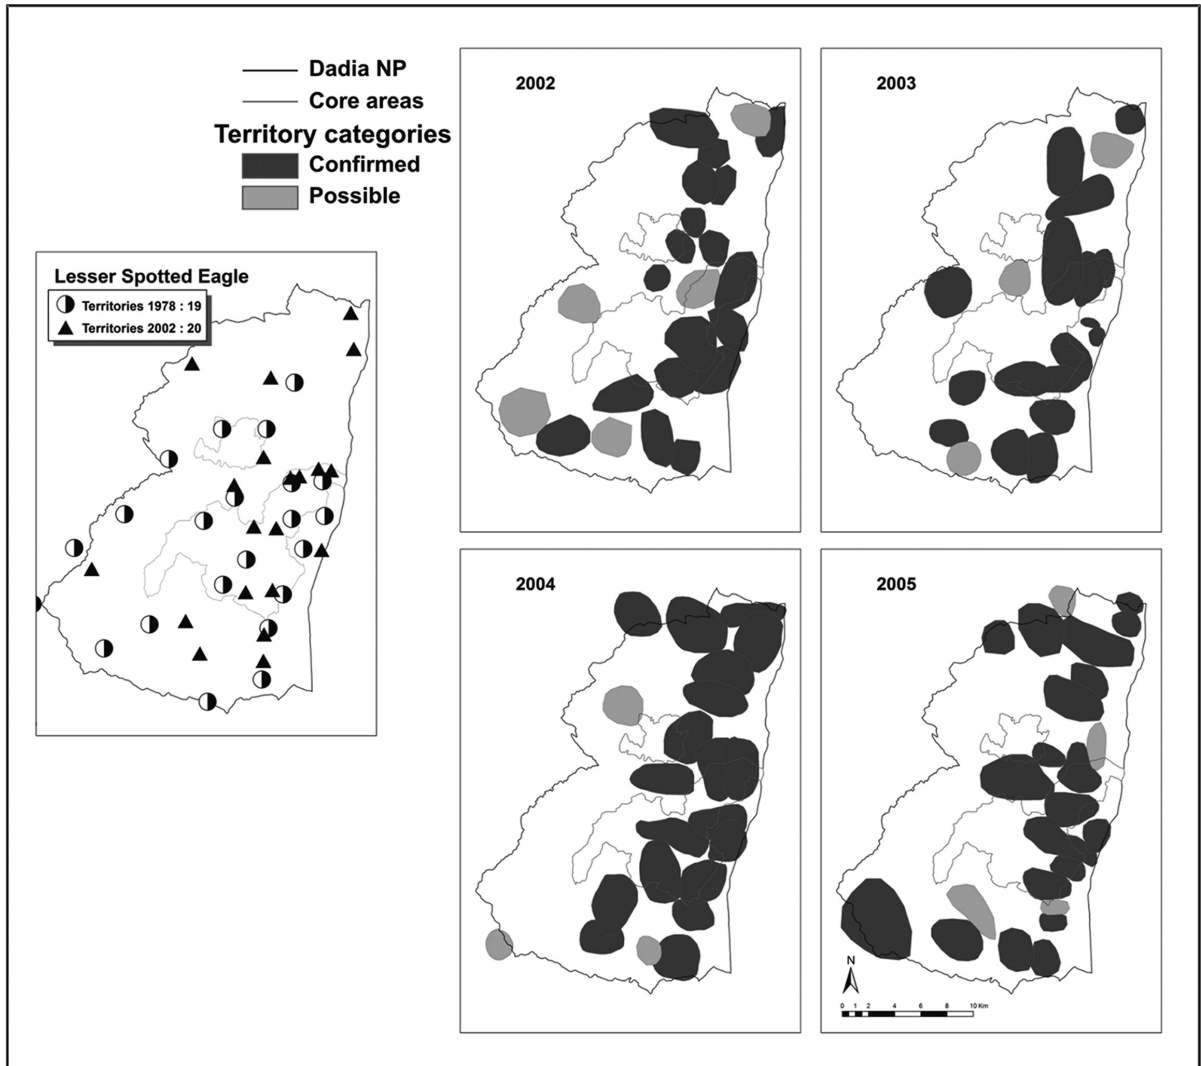 Dadia NP
Core areas
Territory categories
Confirmed
Possible
Lesser Spotted Eagle
Territories 1978 : 19
Territories 2002 : 20
2002
2003
2004
2005
N
0 1 2 4 6 8 10 Km